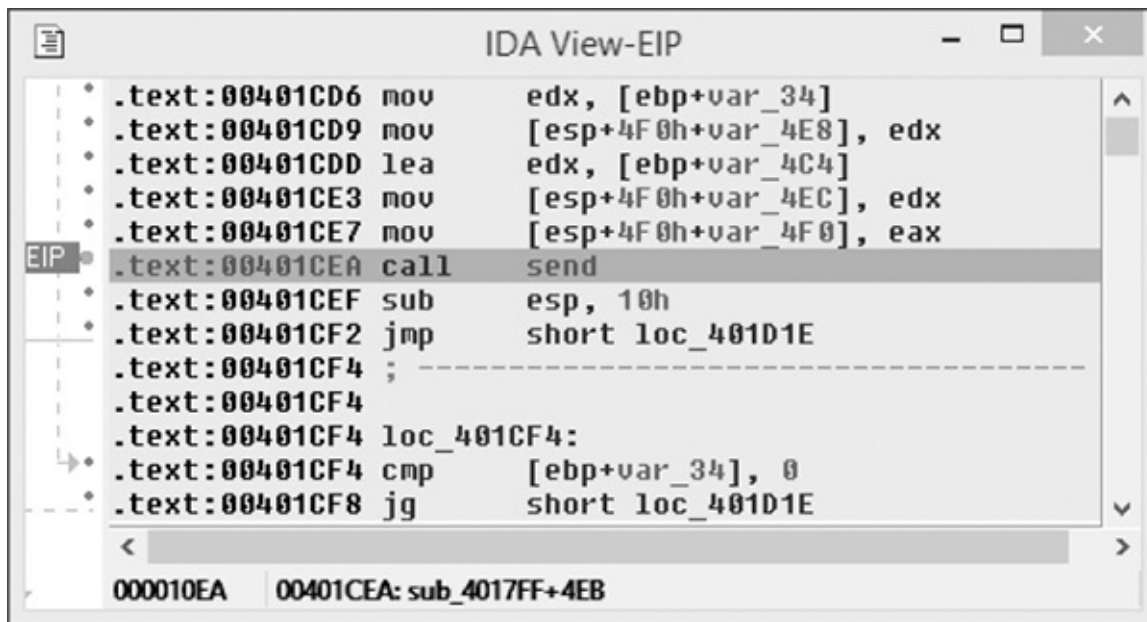 IDA View-EIP
.text:00401CD6 mov edx, [ebp+var_34]
.text:00401CD9 mov [esp+4F0h+var_4E8], edx
.text:00401CDD lea edx, [ebp+var_4C4]
.text:00401CE3 mov [esp+4F0h+var_4EC], edx
.text:00401CE7 mov [esp+4F0h+var_4F0], eax
EIP .text:00401CEA call send
.text:00401CEF sub esp, 10h
.text:00401CF2 jmp short loc_401D1E
.text:00401CF4 ; ---------------------------------------
.text:00401CF4
.text:00401CF4 loc_401CF4:
.text:00401CF4 cmp [ebp+var_34], 0
.text:00401CF8 jg short loc_401D1E
000010EA 00401CEA: sub_4017FF+4EB